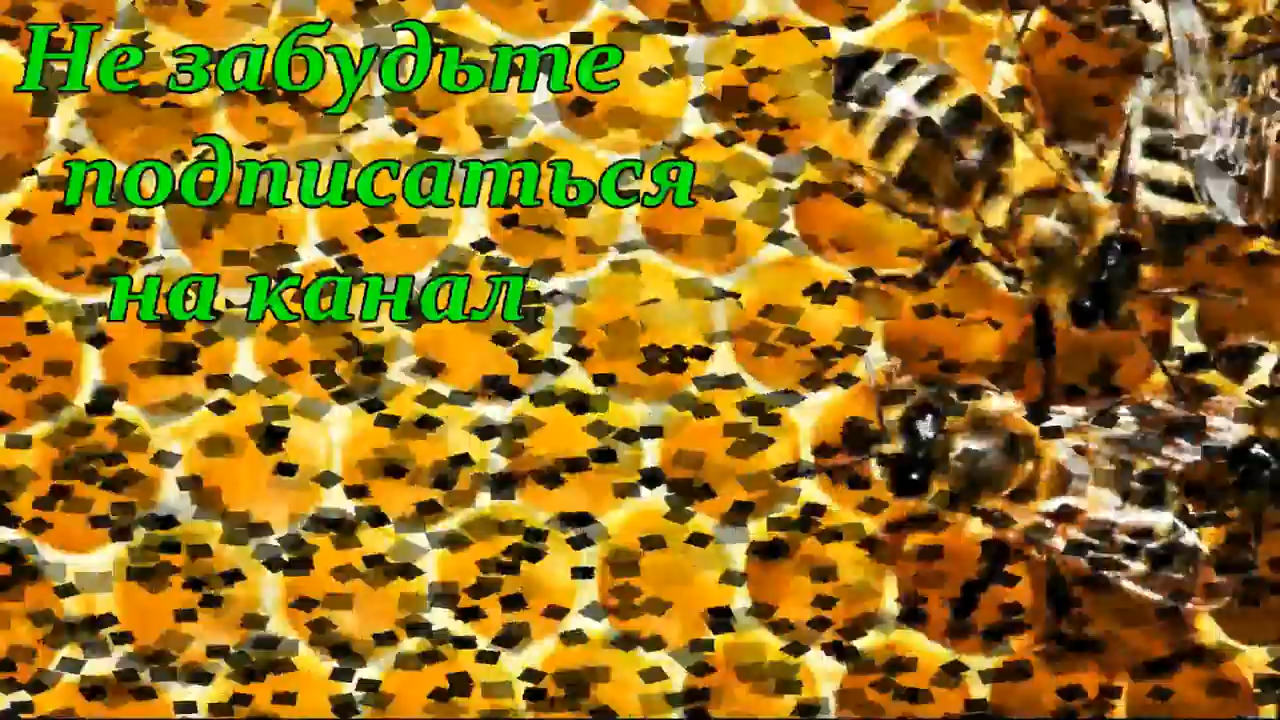 Не забудьте
подписаться
на канал